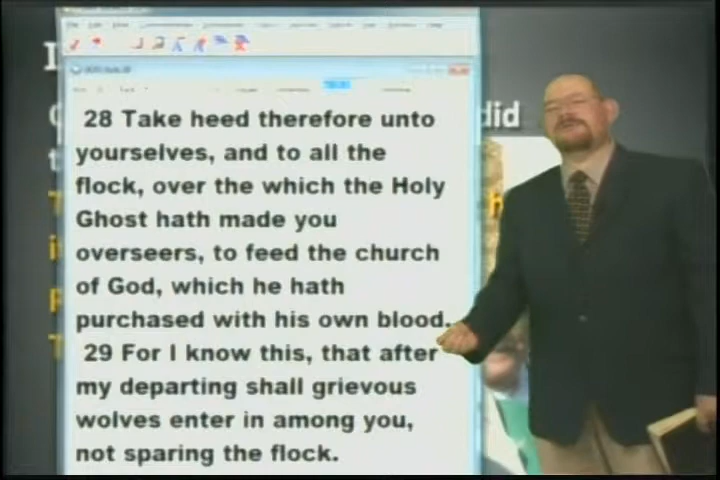 28 Take heed therefore unto
yourselves, and to all the
flock, over the which the Holy
Ghost hath made you
overseers, to feed the church
of God, which he hath
purchased with his own blood.
29 For I know this, that after
my departing shall grievous
wolves enter in among you,
not sparing the flock.
did